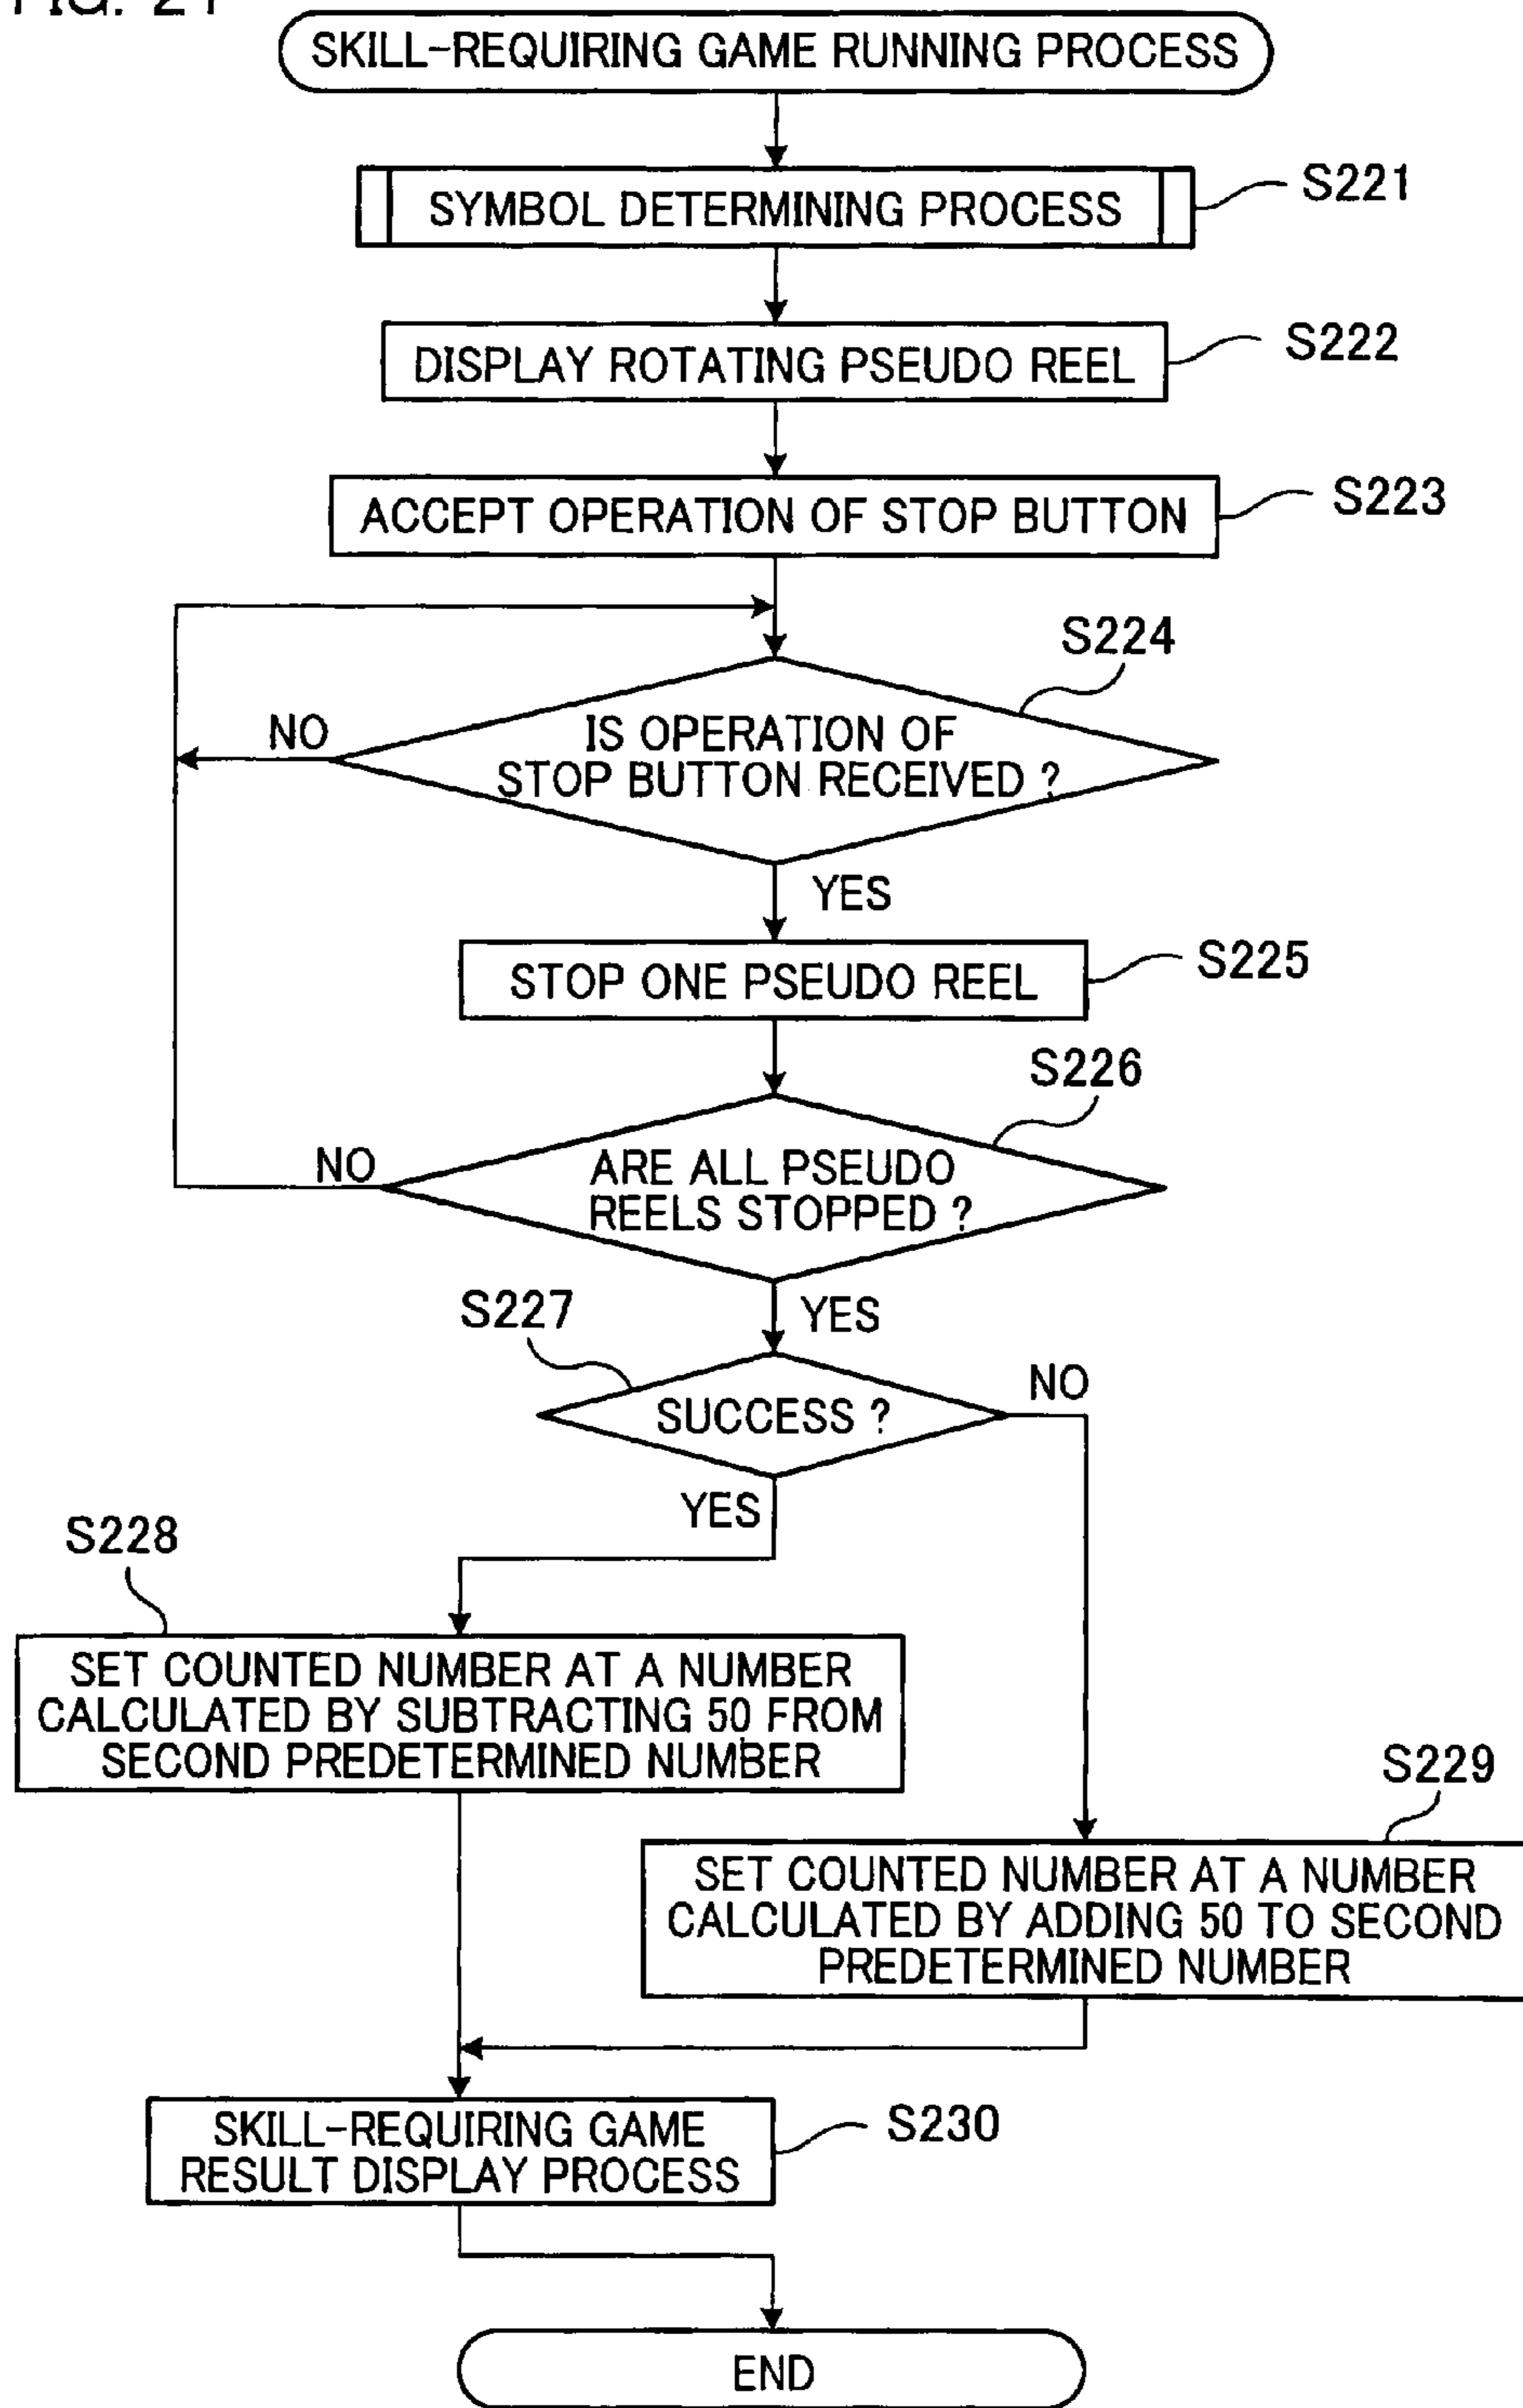 FIG. 21
SKILL-REQUIRING GAME RUNNING PROCESS
SYMBOL DETERMINING PROCESS
S221
DISPLAY ROTATING PSEUDO REEL
S222
ACCEPT OPERATION OF STOP BUTTON
S223
S224
NO
IS OPERATION OF
STOP BUTTON RECEIVED ?
YES
STOP ONE PSEUDO REEL
S225
S226
NO
ARE ALL PSEUDO
REELS STOPPED ?
YES
S227
SUCCESS ?
NO
YES
S228
SET COUNTED NUMBER AT A NUMBER
CALCULATED BY SUBTRACTING 50 FROM
SECOND PREDETERMINED NUMBER
S229
SET COUNTED NUMBER AT A NUMBER
CALCULATED BY ADDING 50 TO SECOND
PREDETERMINED NUMBER
SKILL-REQUIRING GAME
RESULT DISPLAY PROCESS
S230
END